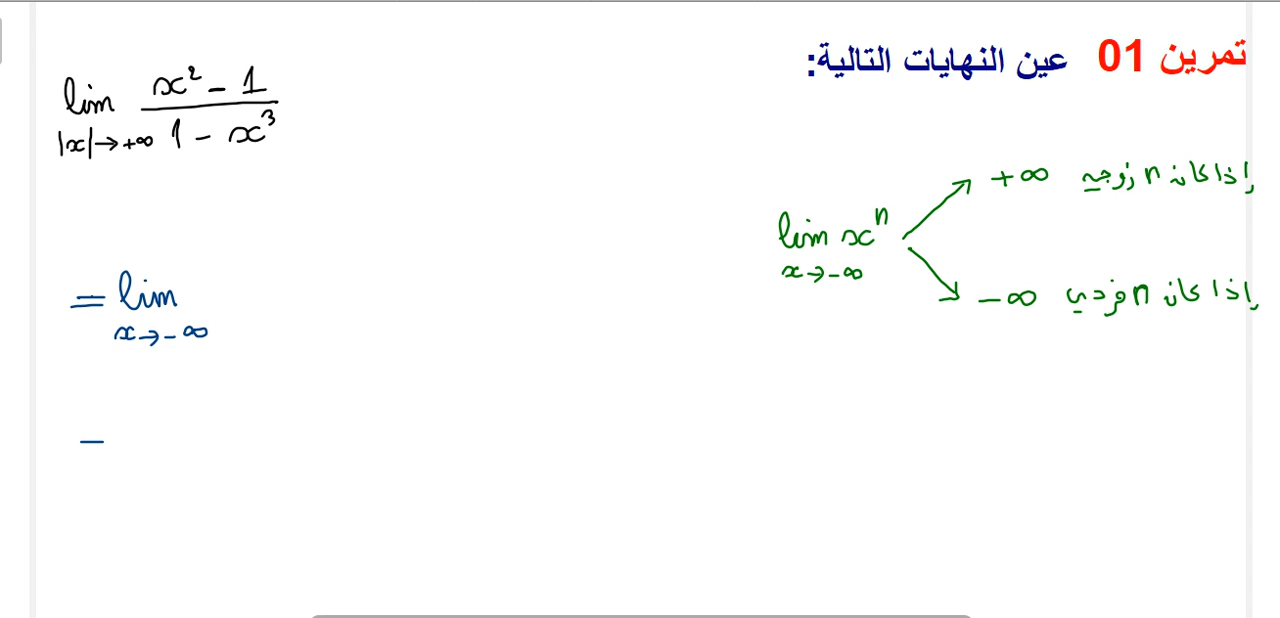 تمرين 01 عين النهايات التالية:
lim x² - 1
|x|→+∞ 1 - x³
+∞ إذا كان n زوجي
lim xⁿ
x→-∞
-∞ إذا كان n فردي
= lim
x→-∞
-